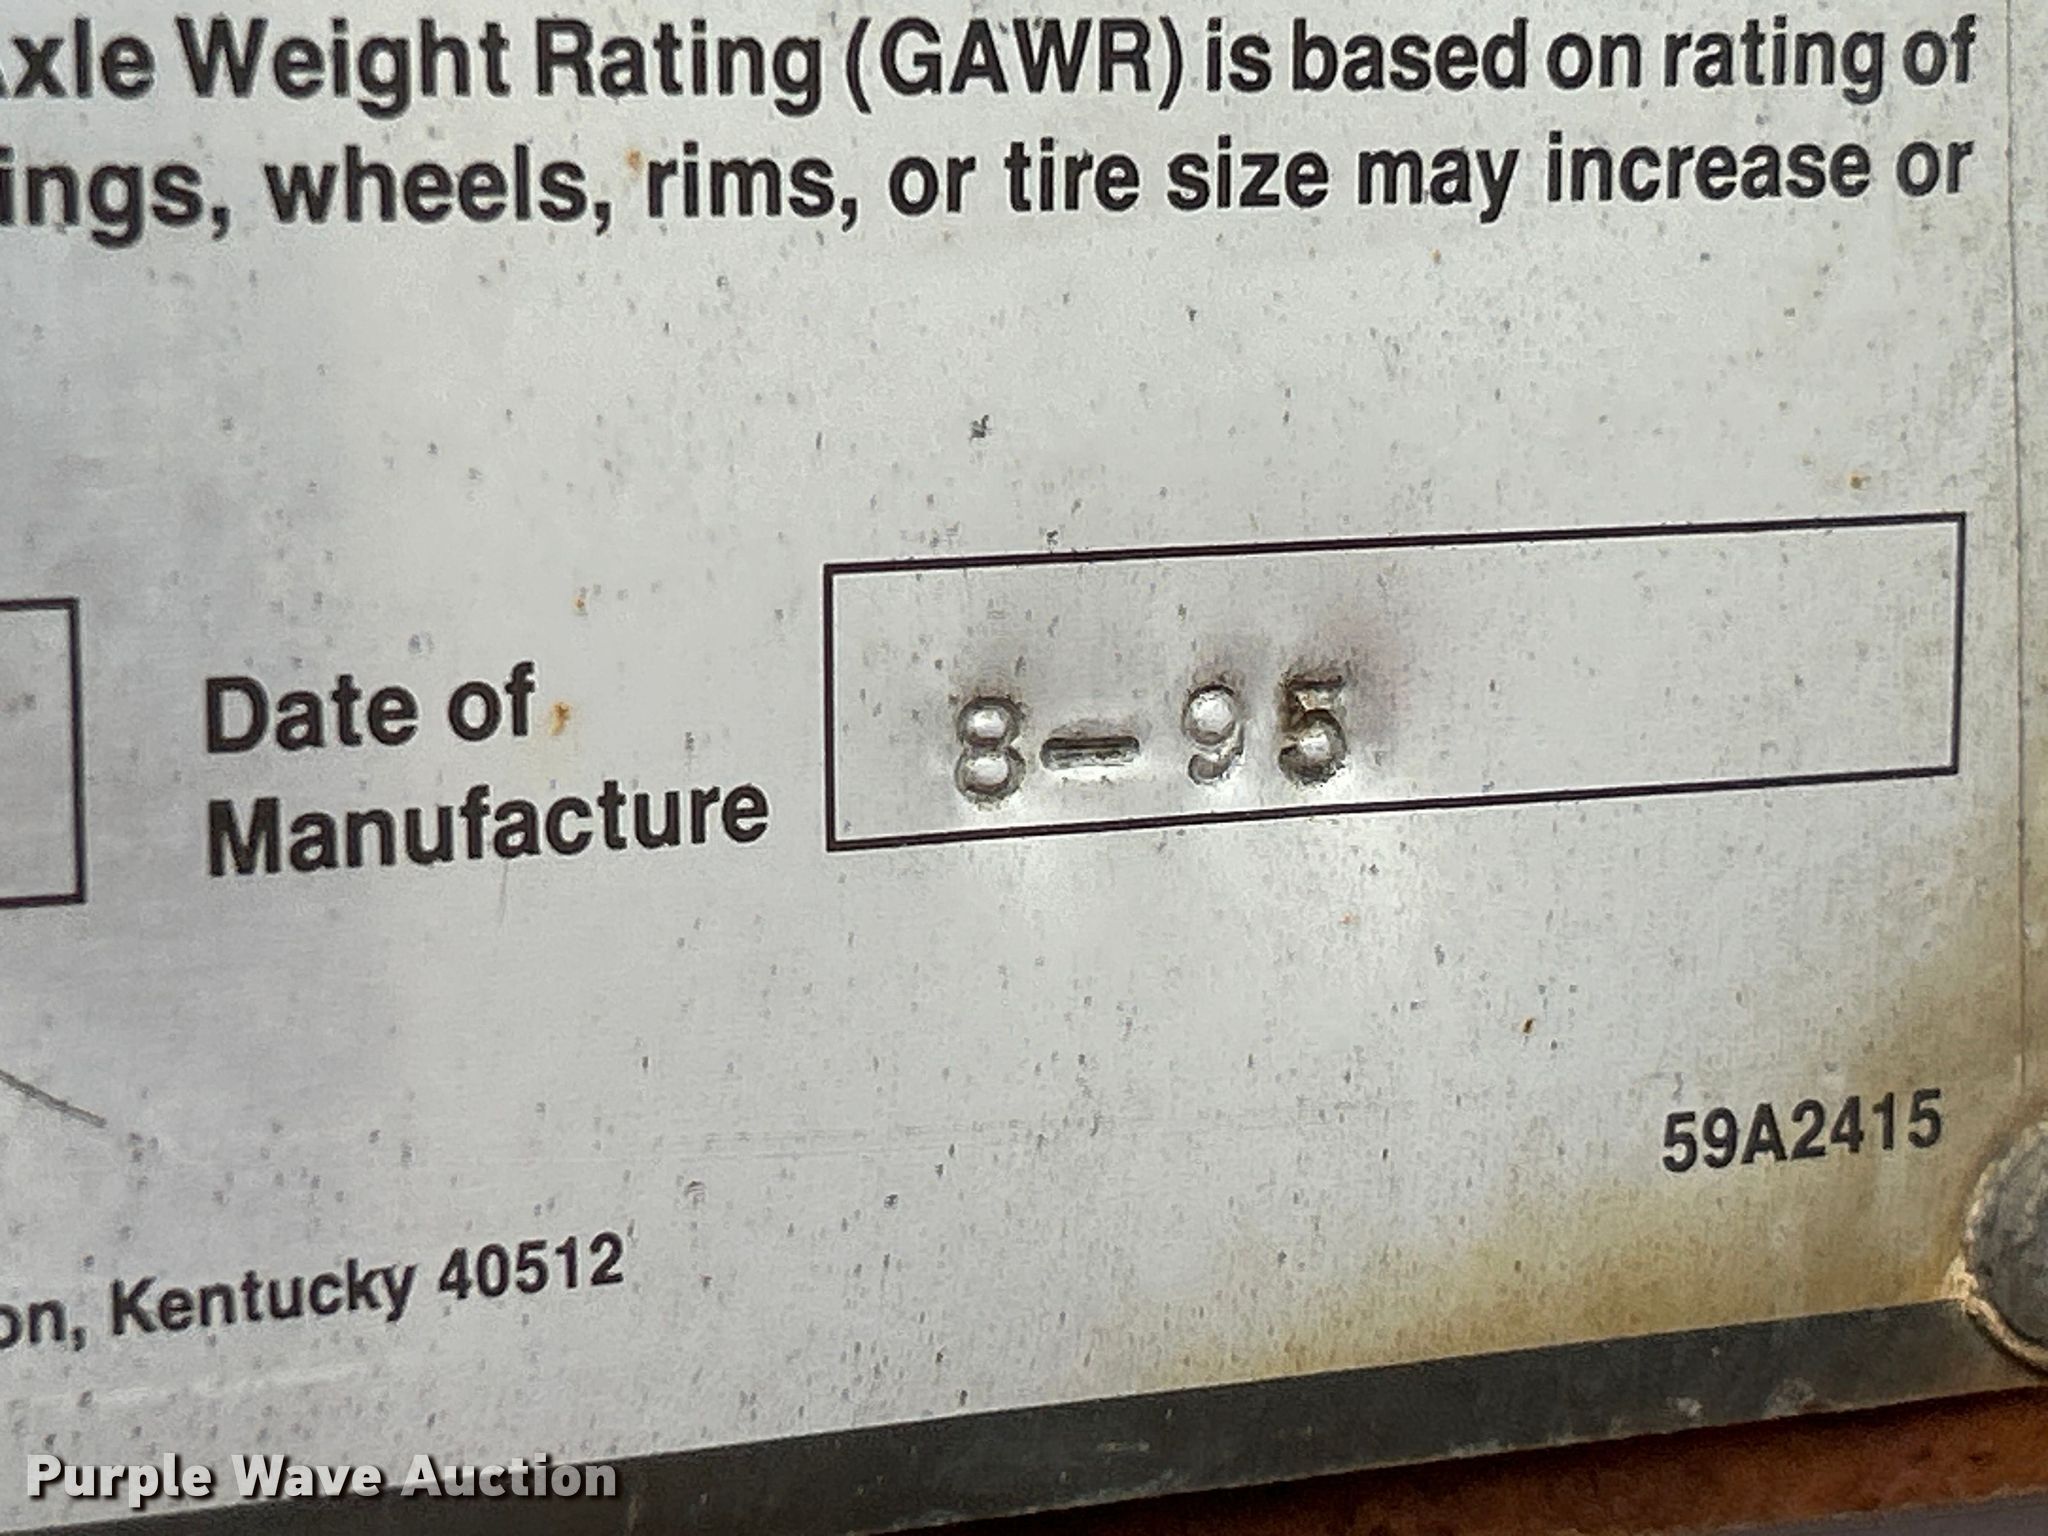 xle Weight Rating (GAWR) is based on rating of
ings, wheels, rims, or tire size may increase or
Date of
Manufacture
8-95
59A2415
on, Kentucky 40512
Purple Wave Auction